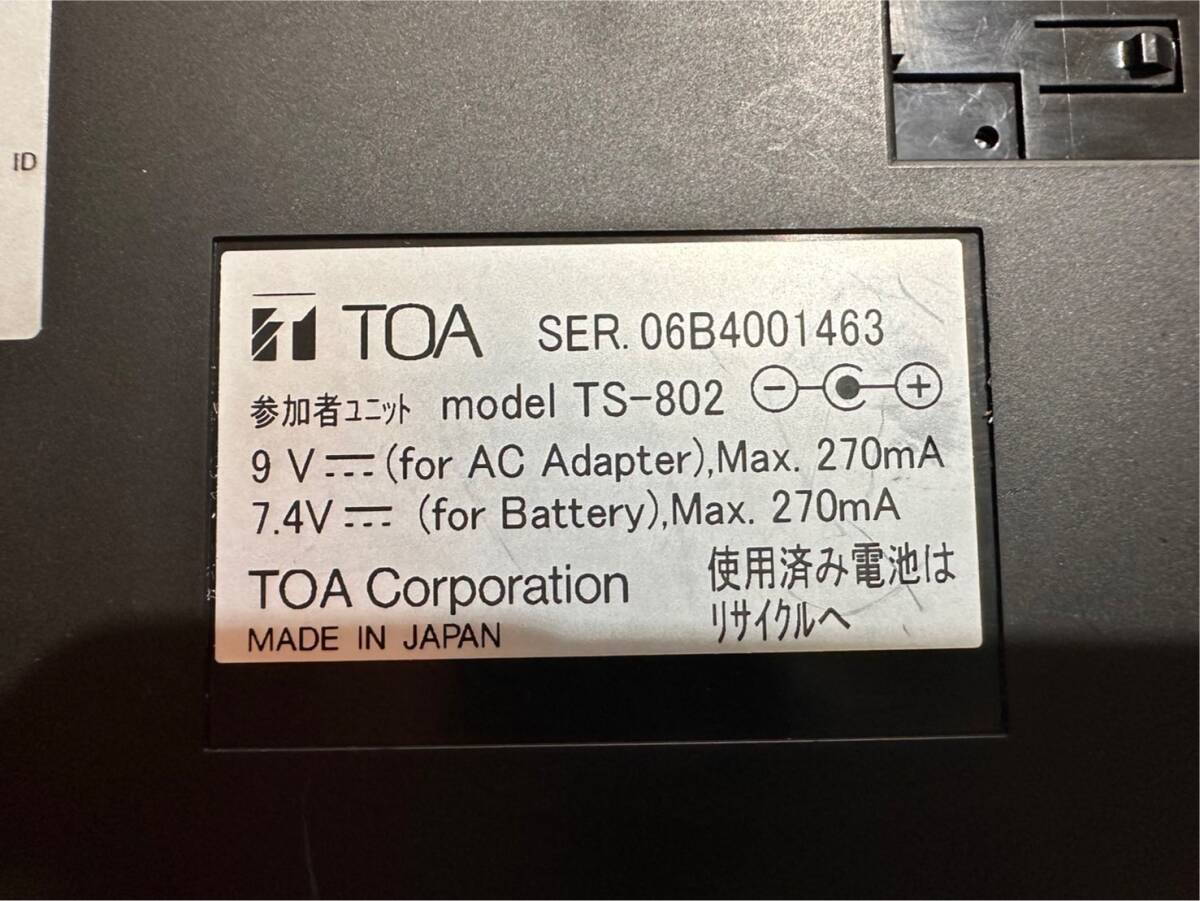 ID
TOA SER. 06B4001463
参加者ユニット model TS-802
9 V⎓(for AC Adapter),Max. 270mA
7.4V⎓ (for Battery),Max. 270mA
TOA Corporation
MADE IN JAPAN
使用済み電池は
リサイクルへ